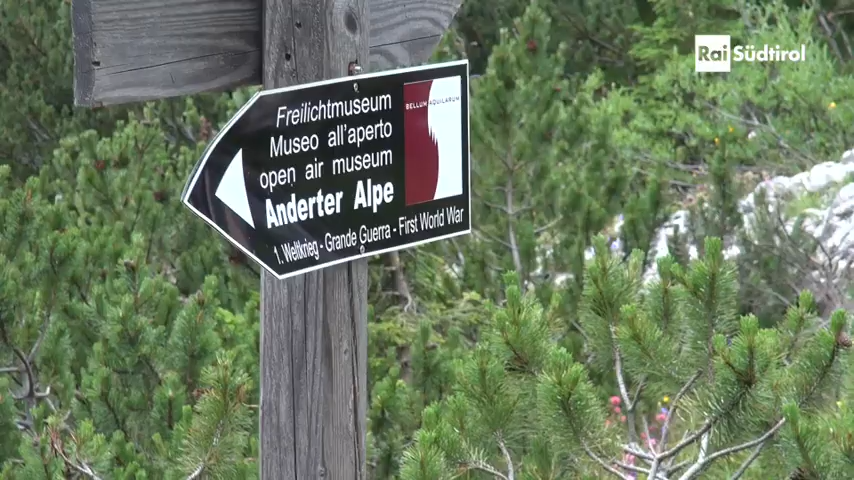 Rai Südtirol
Freilichtmuseum
Museo all'aperto
open air museum
Anderter Alpe
1. Weltkrieg - Grande Guerra - First World War
BELLUM AQUILARUM